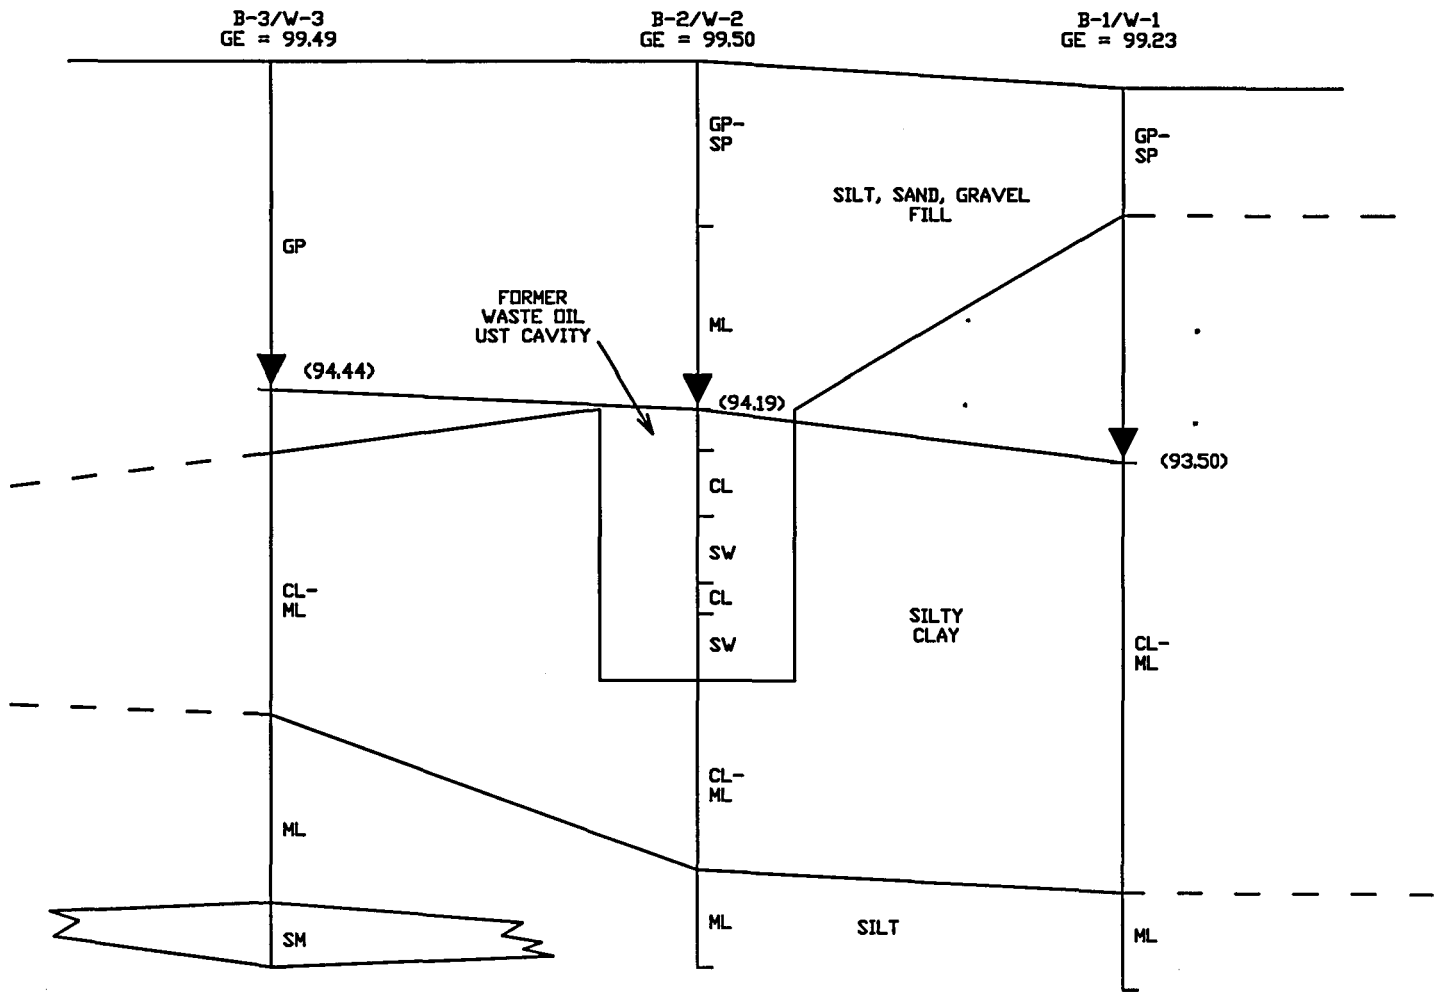 B-3/W-3
GE = 99.49
B-2/W-2
GE = 99.50
B-1/W-1
GE = 99.23
GP-
SP
GP-
SP
SILT, SAND, GRAVEL
FILL
GP
FORMER
WASTE OIL
UST CAVITY
ML
(94.44)
(94.19)
(93.50)
CL
SW
CL
SW
CL-
ML
SILTY
CLAY
CL-
ML
CL-
ML
ML
ML
SILT
ML
SM